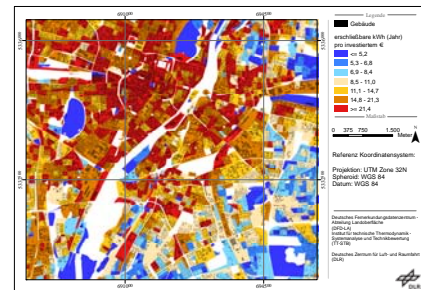 Legende
Gebäude
erschließbare kWh (Jahr)
pro investiertem €
<= 5,2
5,3 - 6,8
6,9 - 8,4
8,5 - 11,0
11,1 - 14,7
14,8 - 21,3
>= 21,4
Maßstab
0 375 750 1.500
Meter
N
Referenz Koordinatensystem:
Projektion: UTM Zone 32N
Spheroid: WGS 84
Datum: WGS 84
Deutsches Fernerkundungsdatenzentrum -
Abteilung Landoberfläche
(DFD-LA)
Institut für technische Thermodynamik -
Systemanalyse und Technikbewertung
(TT-STB)
Deutsches Zentrum für Luft- und Raumfahrt
(DLR)
DLR